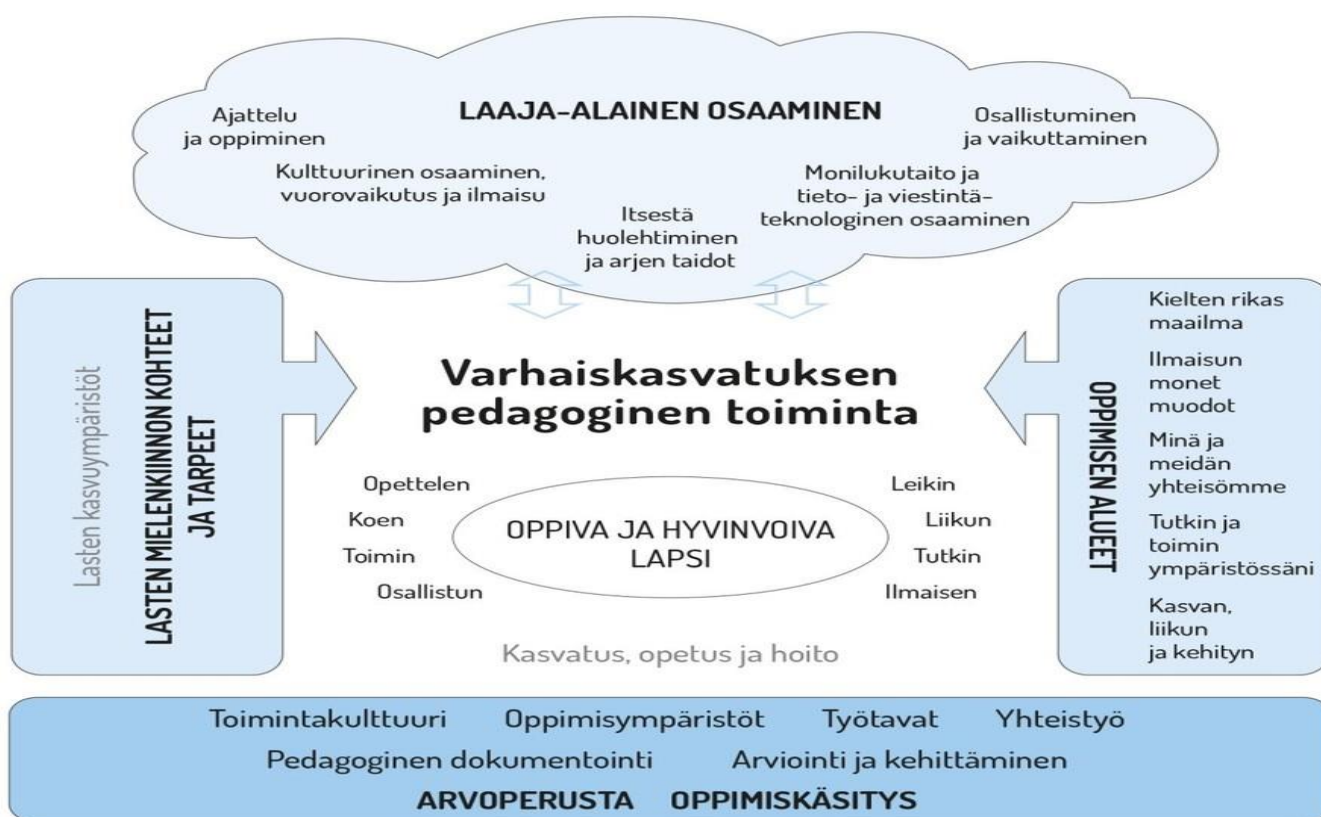 LAAJA-ALAINEN OSAAMINEN
Ajattelu
ja oppiminen
Kulttuurinen osaaminen,
vuorovaikutus ja ilmaisu
Itsestä
huolehtiminen
ja arjen taidot
Monilukutaito ja
tieto- ja viestintä-
teknologinen osaaminen
Osallistuminen
ja vaikuttaminen
Lasten kasvuympäristöt
LASTEN MIELENKIINNON KOHTEET
JA TARPEET
Varhaiskasvatuksen
pedagoginen toiminta
Opettelen
Koen
Toimin
Osallistun
OPPIVA JA HYVINVOIVA
LAPSI
Leikin
Liikun
Tutkin
Ilmaisen
Kasvatus, opetus ja hoito
OPPIMISEN ALUEET
Kielten rikas
maailma
Ilmaisun
monet
muodot
Minä ja
meidän
yhteisömme
Tutkin ja
toimin
ympäristössäni
Kasvan,
liikun
ja kehityn
Toimintakulttuuri Oppimisympäristöt Työtavat Yhteistyö
Pedagoginen dokumentointi Arviointi ja kehittäminen
ARVOPERUSTA OPPIMISKÄSITYS